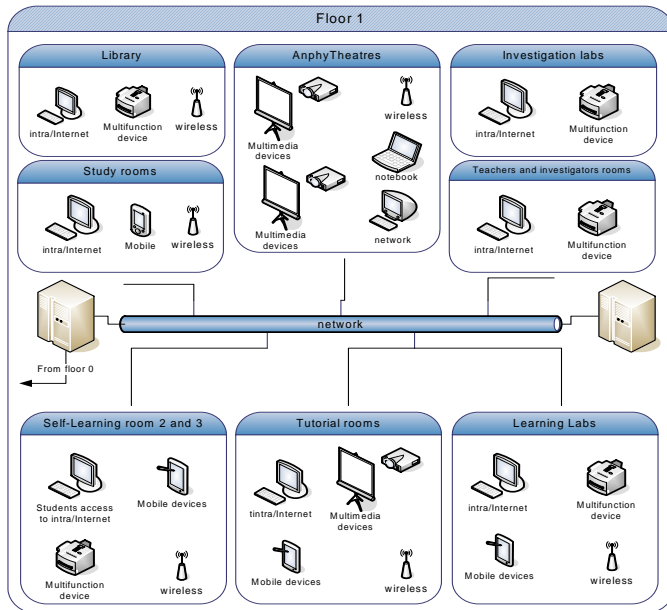 Floor 1
Library
intra/Internet
Multifunction
device
wireless
AnphyTheatres
Multimedia
devices
wireless
notebook
Multimedia
devices
network
Investigation labs
intra/Internet
Multifunction
device
Study rooms
intra/Internet
Mobile
wireless
Teachers and investigators rooms
intra/Internet
Multifunction
device
network
From floor 0
Self-Learning room 2 and 3
Students access
to intra/Internet
Mobile devices
Multifunction
device
wireless
Tutorial rooms
tintra/Internet
Multimedia
devices
Mobile devices
wireless
Learning Labs
intra/Internet
Multifunction
device
Mobile devices
wireless